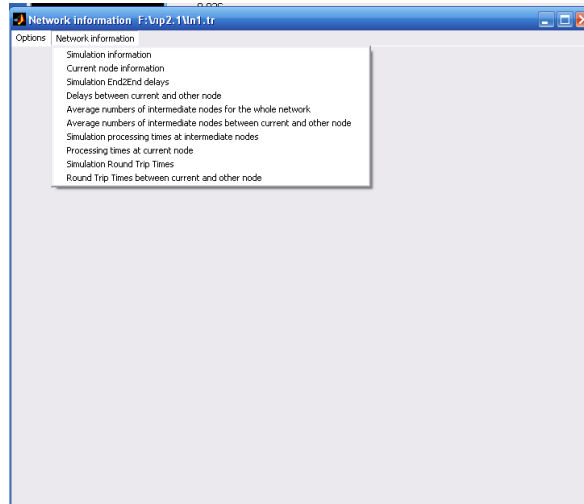 Network information F:\ip2.1\ln1.tr
Options Network information
Simulation information
Current node information
Simulation End2End delays
Delays between current and other node
Average numbers of intermediate nodes for the whole network
Average numbers of intermediate nodes between current and other node
Simulation processing times at intermediate nodes
Processing times at current node
Simulation Round Trip Times
Round Trip Times between current and other node